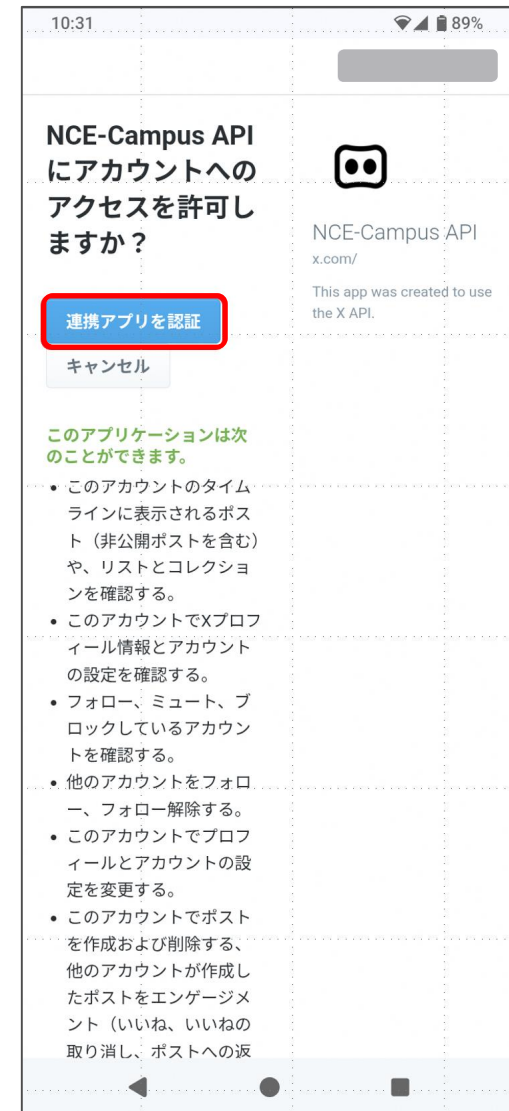 10:31
89%
NCE-Campus API
にアカウントへの
アクセスを許可し
ますか？
連携アプリを認証
キャンセル
NCE-Campus API
x.com/
This app was created to use
the X API.
このアプリケーションは次
のことができます。
• このアカウントのタイム
ラインに表示されるポス
ト（非公開ポストを含む）
や、リストとコレクショ
ンを確認する。
• このアカウントでXプロフ
ィール情報とアカウント
の設定を確認する。
• フォロー、ミュート、ブ
ロックしているアカウン
トを確認する。
• 他のアカウントをフォロ
ー、フォロー解除する。
• このアカウントでプロフ
ィールとアカウントの設
定を変更する。
• このアカウントでポスト
を作成および削除する、
他のアカウントが作成し
たポストをエンゲージメ
ント（いいね、いいねの
取り消し、ポストへの返